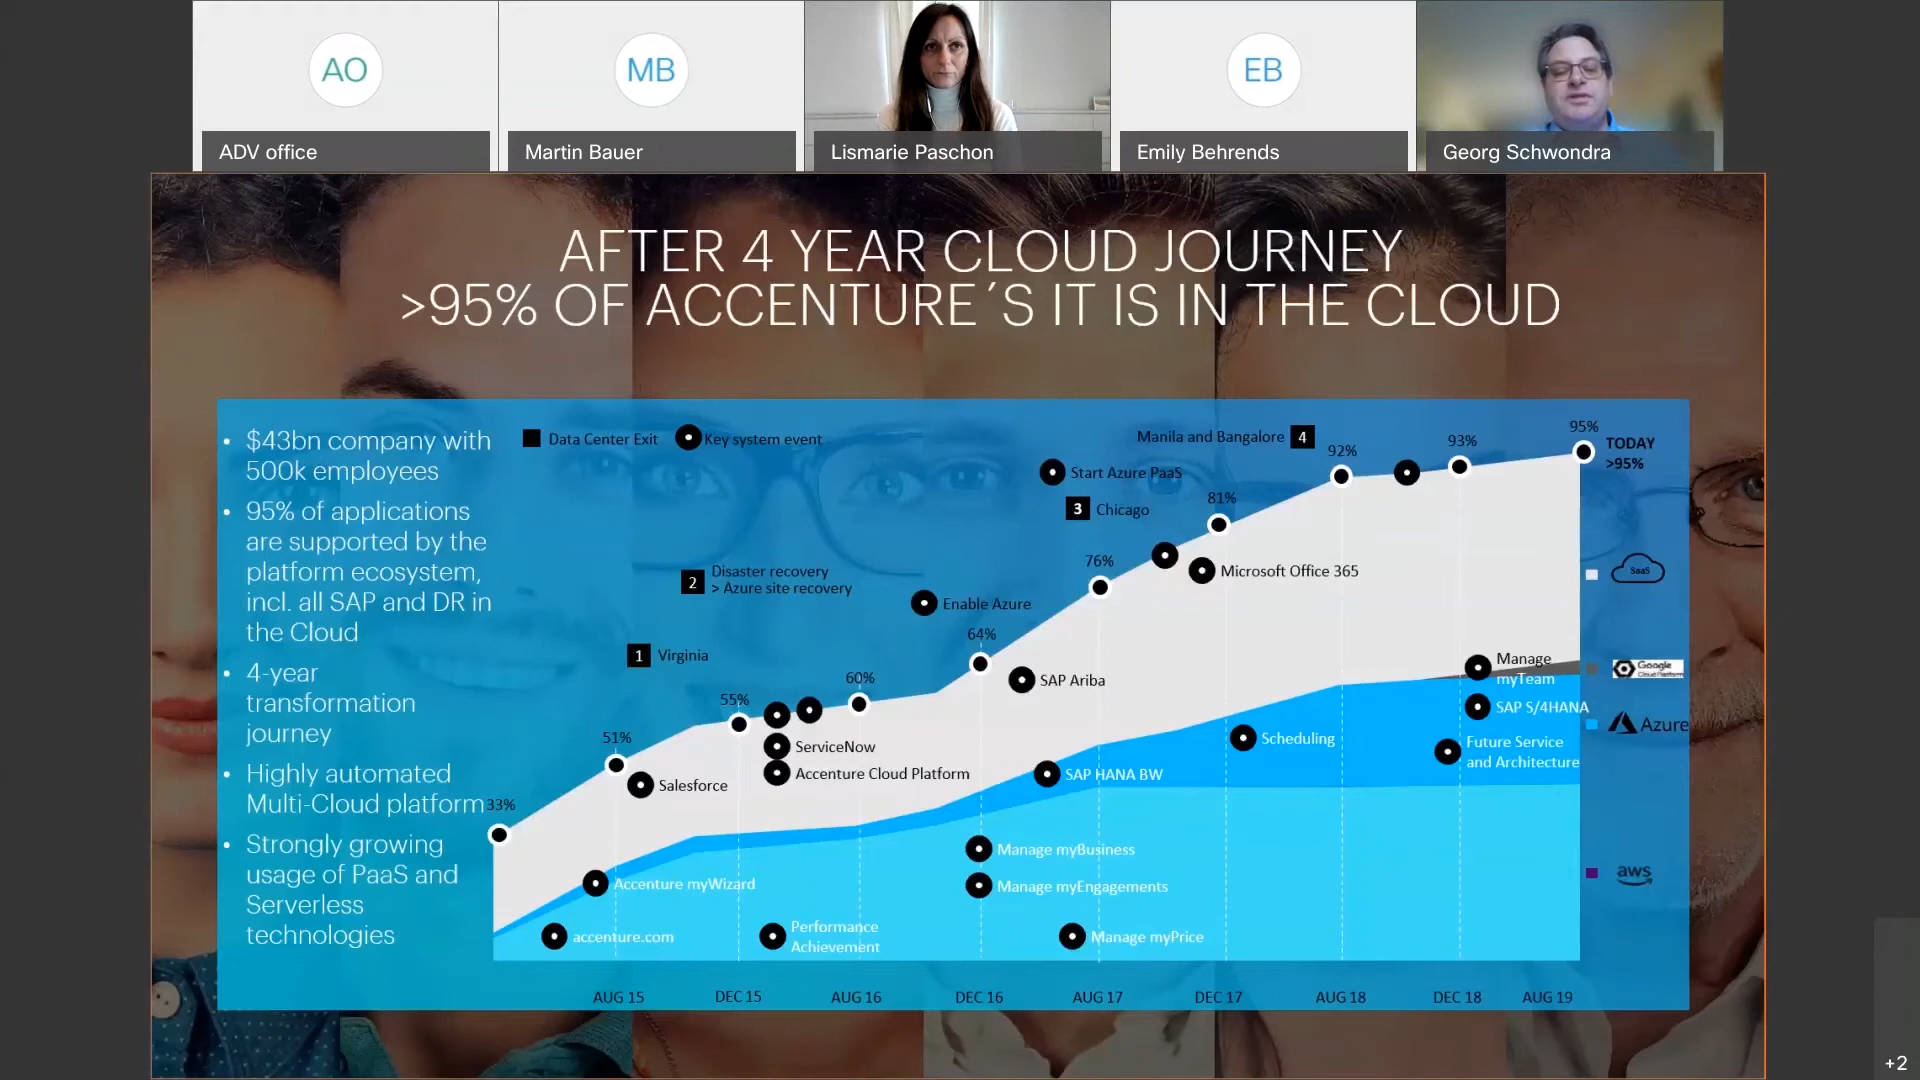 AO
ADV office
MB
Martin Bauer
Lismarie Paschon
EB
Emily Behrends
Georg Schwondra
AFTER 4 YEAR CLOUD JOURNEY
>95% OF ACCENTURE´S IT IS IN THE CLOUD
• $43bn company with
500k employees
• 95% of applications
are supported by the
platform ecosystem,
incl. all SAP and DR in
the Cloud
• 4-year
transformation
journey
• Highly automated
Multi-Cloud platform
• Strongly growing
usage of PaaS and
Serverless
technologies
Data Center Exit
Key system event
Manila and Bangalore 4
Start Azure PaaS
3 Chicago
2 Disaster recovery
> Azure site recovery
Enable Azure
1 Virginia
33%
51%
55%
60%
64%
76%
81%
92%
93%
95%
TODAY
>95%
Microsoft Office 365
SAP Ariba
ServiceNow
Accenture Cloud Platform
Salesforce
Manage
myTeam
SAP S/4HANA
Scheduling
Future Service
and Architecture
SAP HANA BW
Manage myBusiness
Manage myEngagements
Accenture myWizard
accenture.com
Performance
Achievement
Manage myPrice
SaaS
Google
Cloud Platform
Azure
aws
AUG 15
DEC 15
AUG 16
DEC 16
AUG 17
DEC 17
AUG 18
DEC 18
AUG 19
+2